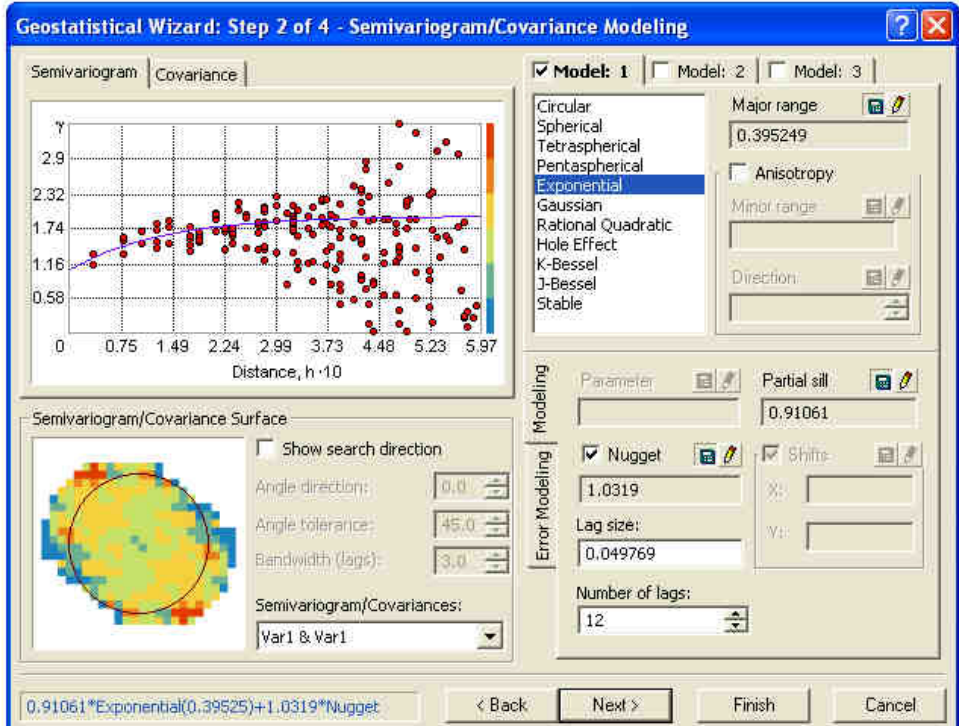 Geostatistical Wizard: Step 2 of 4 - Semivariogram/Covariance Modeling
Semivariogram
Covariance
γ
2.9
2.32
1.74
1.16
0.58
0 0.75 1.49 2.24 2.99 3.73 4.48 5.23 5.97
Distance, h ·10
Model: 1
Model: 2
Model: 3
Circular
Spherical
Tetraspherical
Pentaspherical
Exponential
Gaussian
Rational Quadratic
Hole Effect
K-Bessel
J-Bessel
Stable
Major range
0.395249
Anisotropy
Minor range
Direction
Modeling
Error Modeling
Parameter
Partial sill
0.91061
Nugget
1.0319
Shifts
X:
Y:
Lag size:
0.049769
Number of lags:
12
Semivariogram/Covariance Surface
Show search direction
Angle direction: 0.0
Angle tolerance: 45.0
Bandwidth (lags): 3.0
Semivariogram/Covariances:
Var1 & Var1
0.91061*Exponential(0.39525)+1.0319*Nugget
< Back
Next >
Finish
Cancel